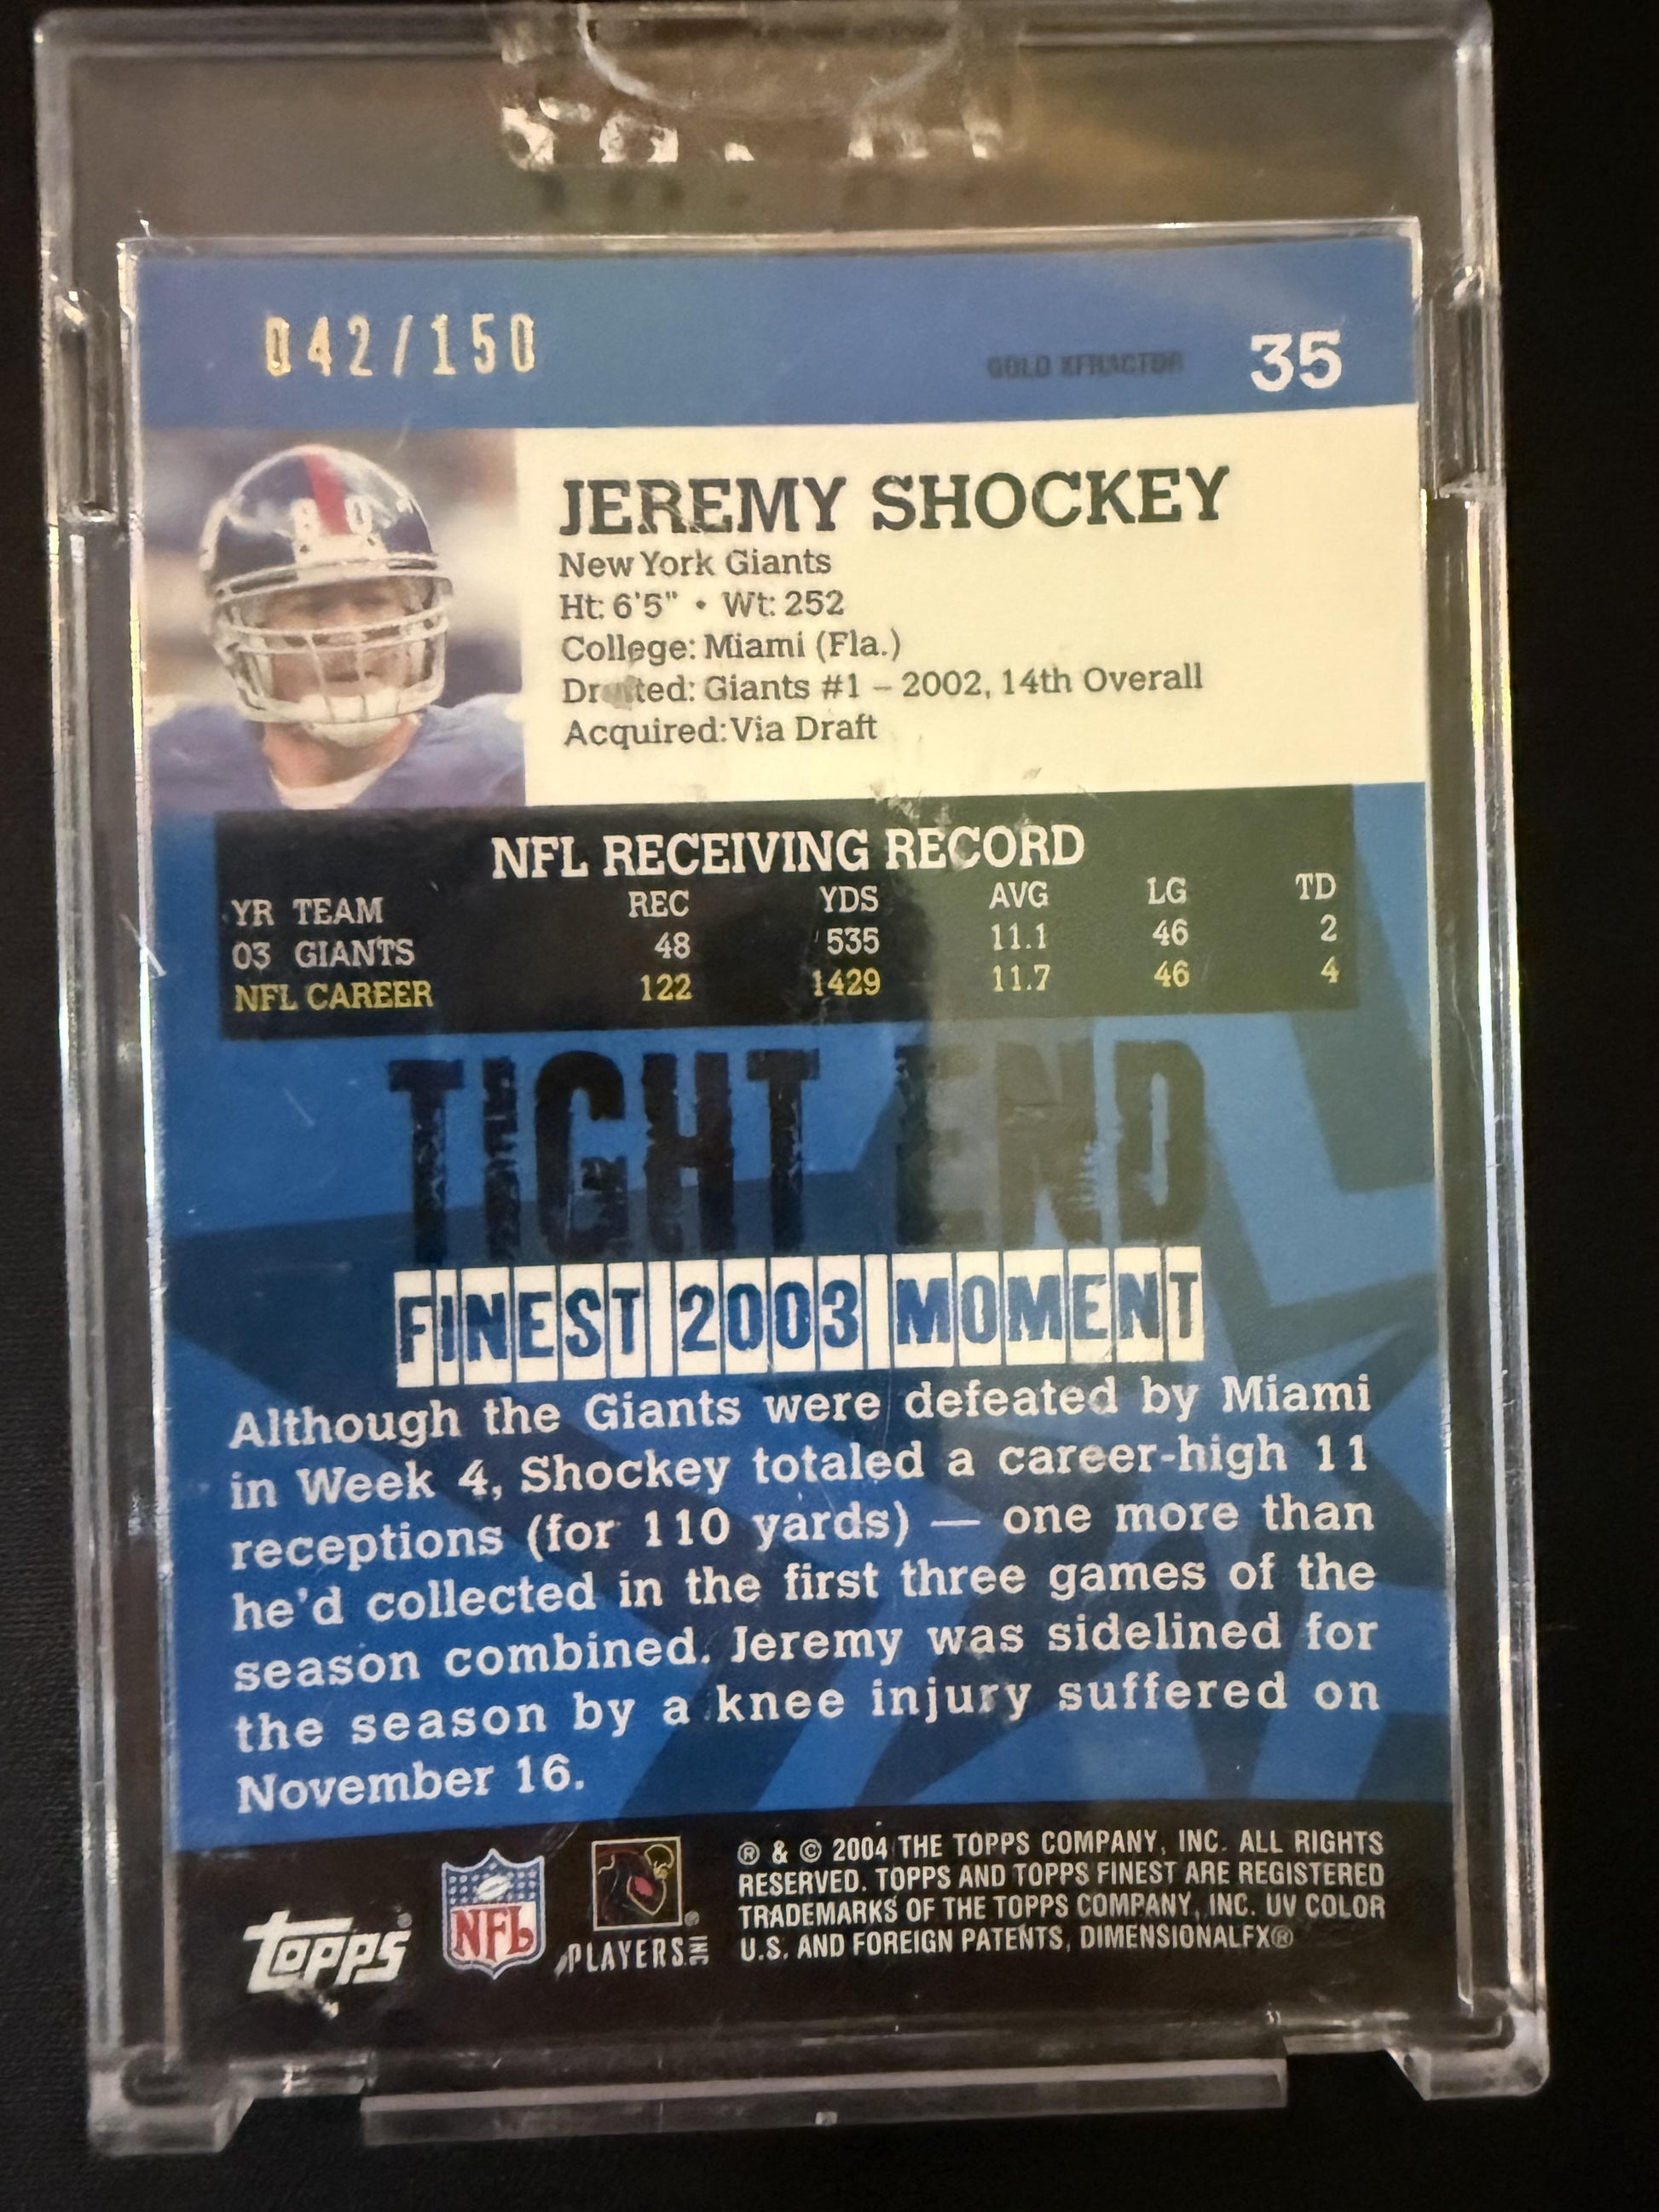 042/150
GOLD XFRACTOR 35
80
JEREMY SHOCKEY
New York Giants
Ht: 6'5" • Wt: 252
College: Miami (Fla.)
Drafted: Giants #1 – 2002, 14th Overall
Acquired: Via Draft
NFL RECEIVING RECORD
YR TEAM REC YDS AVG LG TD
03 GIANTS 48 535 11.1 46 2
NFL CAREER 122 1429 11.7 46 4
TIGHT END
FINEST 2003 MOMENT
Although the Giants were defeated by Miami
in Week 4, Shockey totaled a career-high 11
receptions (for 110 yards) — one more than
he'd collected in the first three games of the
season combined. Jeremy was sidelined for
the season by a knee injury suffered on
November 16.
Topps®
NFL
PLAYERS INC ®
® & © 2004 THE TOPPS COMPANY, INC. ALL RIGHTS
RESERVED. TOPPS AND TOPPS FINEST ARE REGISTERED
TRADEMARKS OF THE TOPPS COMPANY, INC. UV COLOR
U.S. AND FOREIGN PATENTS, DIMENSIONALFX®